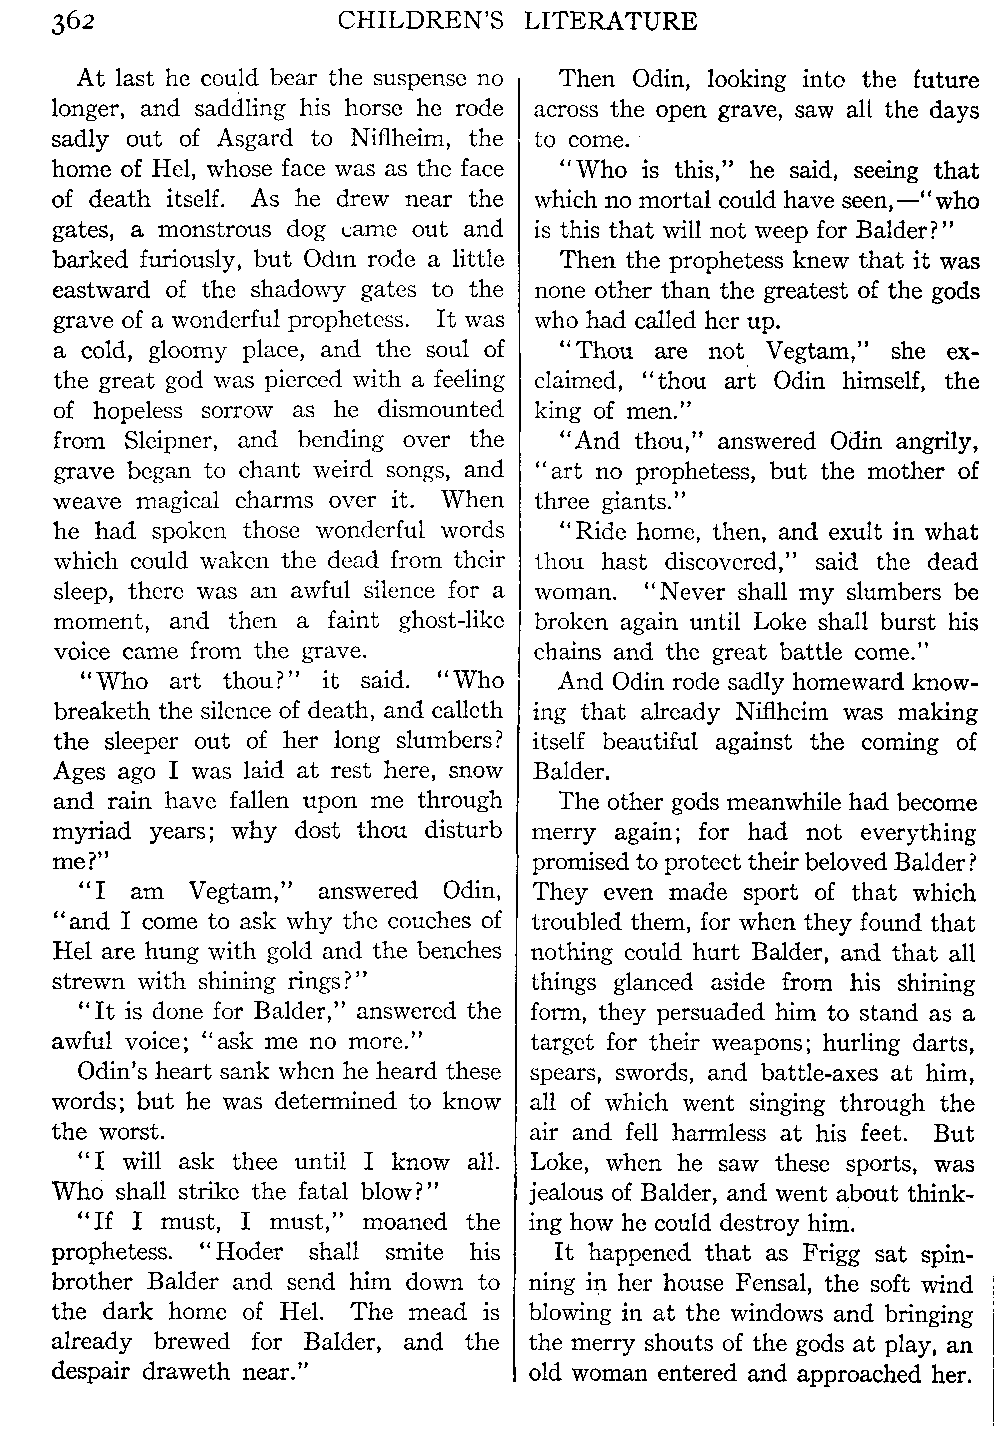 362 CHILDREN'S LITERATURE
At last he could bear the suspense no
longer, and saddling his horse he rode
sadly out of Asgard to Niflheim, the
home of Hel, whose face was as the face
of death itself. As he drew near the
gates, a monstrous dog came out and
barked furiously, but Odin rode a little
eastward of the shadowy gates to the
grave of a wonderful prophetess. It was
a cold, gloomy place, and the soul of
the great god was pierced with a feeling
of hopeless sorrow as he dismounted
from Sleipner, and bending over the
grave began to chant weird songs, and
weave magical charms over it. When
he had spoken those wonderful words
which could waken the dead from their
sleep, there was an awful silence for a
moment, and then a faint ghost-like
voice came from the grave.
"Who art thou?" it said. "Who
breaketh the silence of death, and calleth
the sleeper out of her long slumbers?
Ages ago I was laid at rest here, snow
and rain have fallen upon me through
myriad years; why dost thou disturb
me?"
"I am Vegtam," answered Odin,
"and I come to ask why the couches of
Hel are hung with gold and the benches
strewn with shining rings?"
"It is done for Balder," answered the
awful voice; "ask me no more."
Odin's heart sank when he heard these
words; but he was determined to know
the worst.
"I will ask thee until I know all.
Who shall strike the fatal blow?"
"If I must, I must," moaned the
prophetess. "Hoder shall smite his
brother Balder and send him down to
the dark home of Hel. The mead is
already brewed for Balder, and the
despair draweth near."
Then Odin, looking into the future
across the open grave, saw all the days
to come.
"Who is this," he said, seeing that
which no mortal could have seen,—"who
is this that will not weep for Balder?"
Then the prophetess knew that it was
none other than the greatest of the gods
who had called her up.
"Thou are not Vegtam," she ex-
claimed, "thou art Odin himself, the
king of men."
"And thou," answered Odin angrily,
"art no prophetess, but the mother of
three giants."
"Ride home, then, and exult in what
thou hast discovered," said the dead
woman. "Never shall my slumbers be
broken again until Loke shall burst his
chains and the great battle come."
And Odin rode sadly homeward know-
ing that already Niflheim was making
itself beautiful against the coming of
Balder.
The other gods meanwhile had become
merry again; for had not everything
promised to protect their beloved Balder?
They even made sport of that which
troubled them, for when they found that
nothing could hurt Balder, and that all
things glanced aside from his shining
form, they persuaded him to stand as a
target for their weapons; hurling darts,
spears, swords, and battle-axes at him,
all of which went singing through the
air and fell harmless at his feet. But
Loke, when he saw these sports, was
jealous of Balder, and went about think-
ing how he could destroy him.
It happened that as Frigg sat spin-
ning in her house Fensal, the soft wind
blowing in at the windows and bringing
the merry shouts of the gods at play, an
old woman entered and approached her.